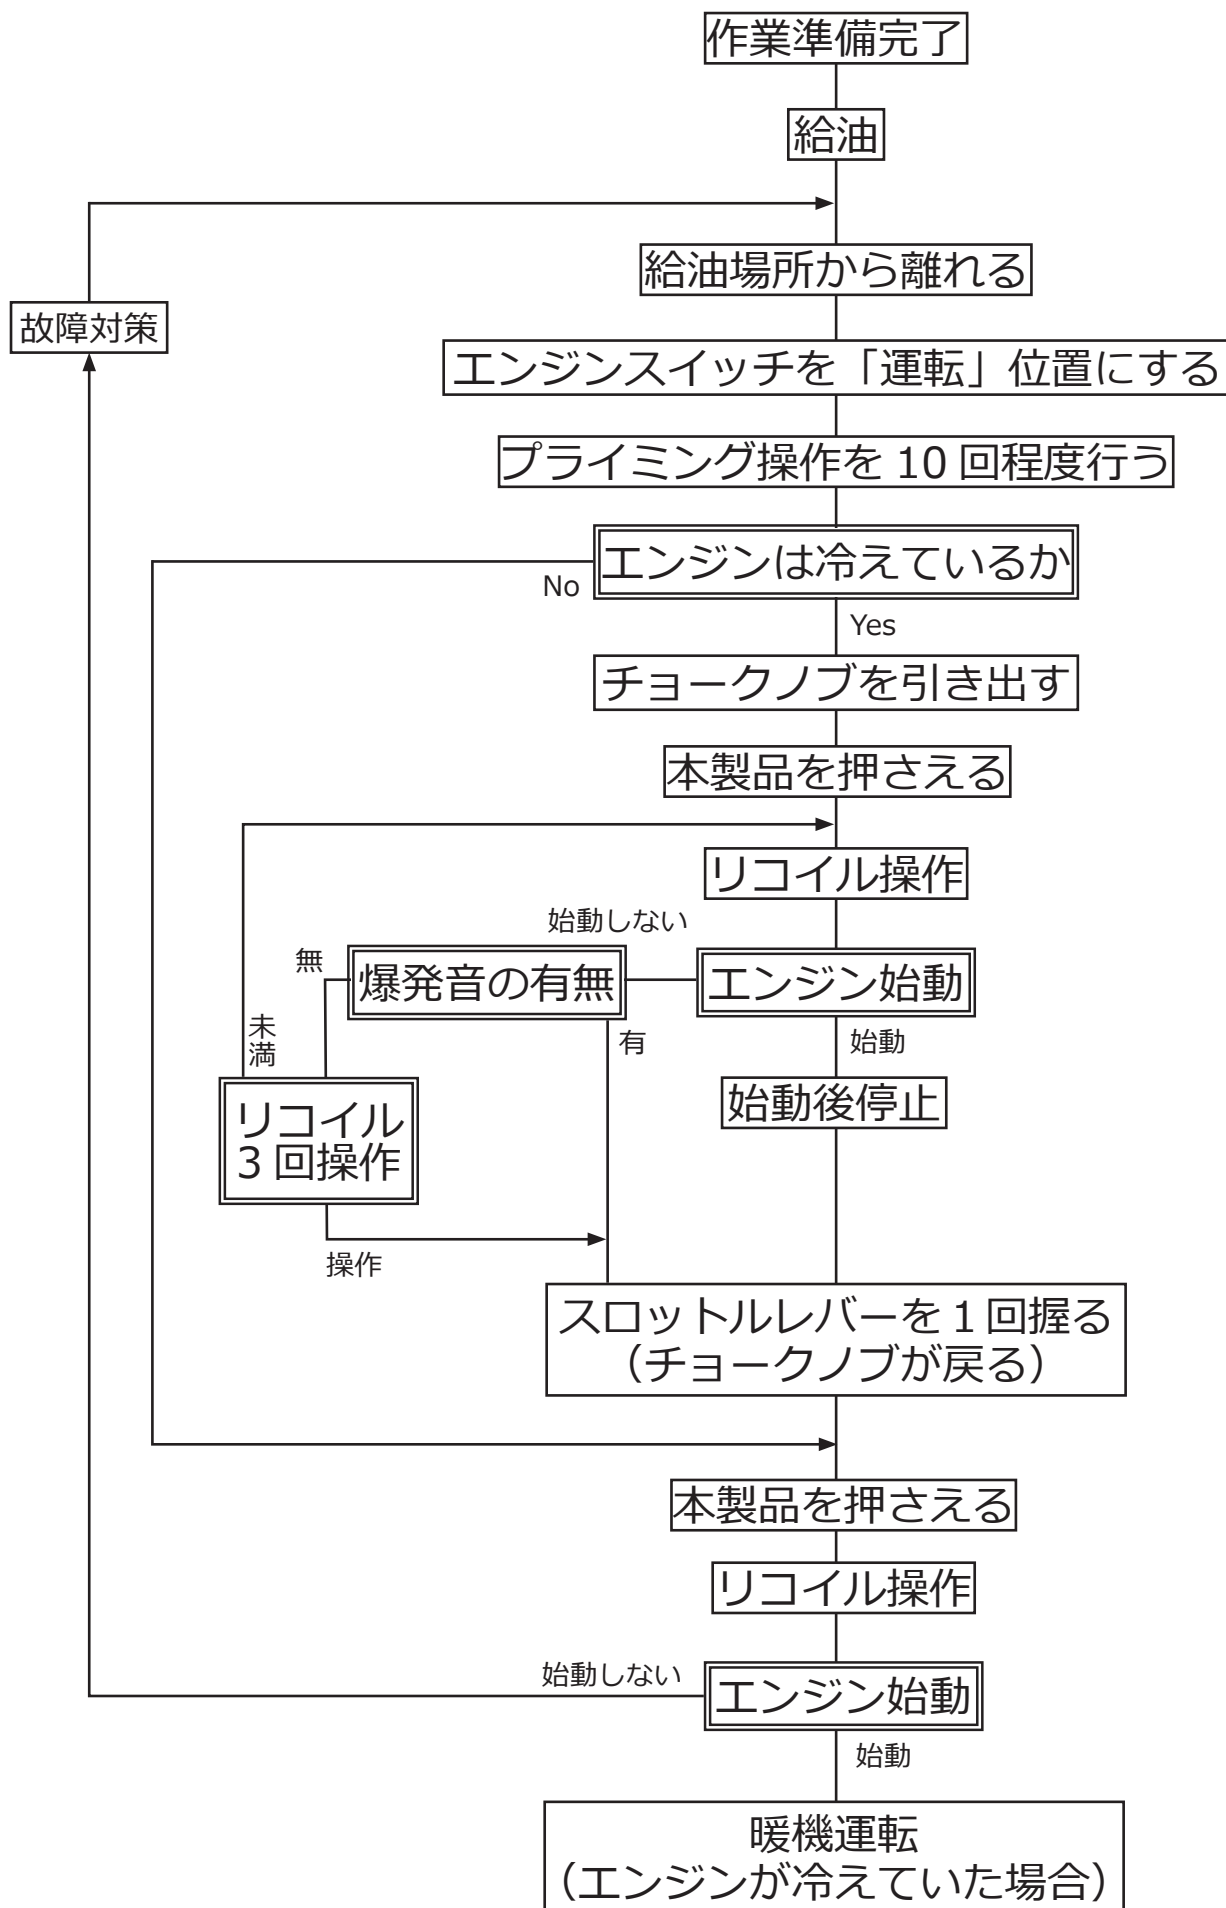 作業準備完了
給油
給油場所から離れる
故障対策
エンジンスイッチを「運転」位置にする
プライミング操作を 10 回程度行う
エンジンは冷えているか
No
Yes
チョークノブを引き出す
本製品を押さえる
リコイル操作
始動しない
無
爆発音の有無
エンジン始動
未満
有
始動
リコイル
3 回操作
始動後停止
操作
スロットルレバーを 1 回握る
（チョークノブが戻る）
本製品を押さえる
リコイル操作
始動しない
エンジン始動
始動
暖機運転
（エンジンが冷えていた場合）